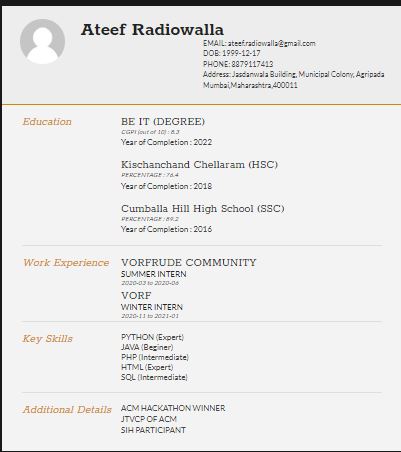 Ateef Radiowalla
EMAIL: ateef.radiowalla@gmail.com
DOB: 1999-12-17
PHONE: 8879117413
Address: Jasdanwala Building, Municipal Colony, Agripada
Mumbai,Maharashtra,400011
Education
BE IT (DEGREE)
CGPI (out of 10) : 8.3
Year of Completion : 2022
Kischanchand Chellaram (HSC)
PERCENTAGE : 76.4
Year of Completion : 2018
Cumballa Hill High School (SSC)
PERCENTAGE : 89.2
Year of Completion : 2016
Work Experience
VORFRUDE COMMUNITY
SUMMER INTERN
2020-03 to 2020-06
VORF
WINTER INTERN
2020-11 to 2021-01
Key Skills
PYTHON (Expert)
JAVA (Beginer)
PHP (Intermediate)
HTML (Expert)
SQL (Intermediate)
Additional Details
ACM HACKATHON WINNER
JTVCP OF ACM
SIH PARTICIPANT